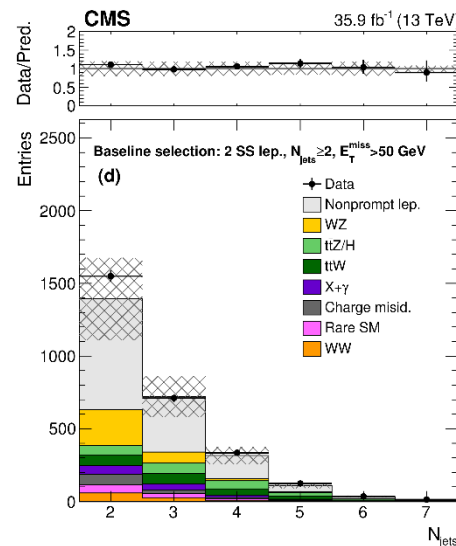 CMS 35.9 fb⁻¹ (13 TeV)
Data/Pred.
2
1.5
1
0.5
0
Entries
2500
2000
1500
1000
500
0
Baseline selection: 2 SS lep., N_jets≥2, E_T^miss>50 GeV
(d)
Data
Nonprompt lep.
WZ
ttZ/H
ttW
X+γ
Charge misid.
Rare SM
WW
2 3 4 5 6 7
N_jets